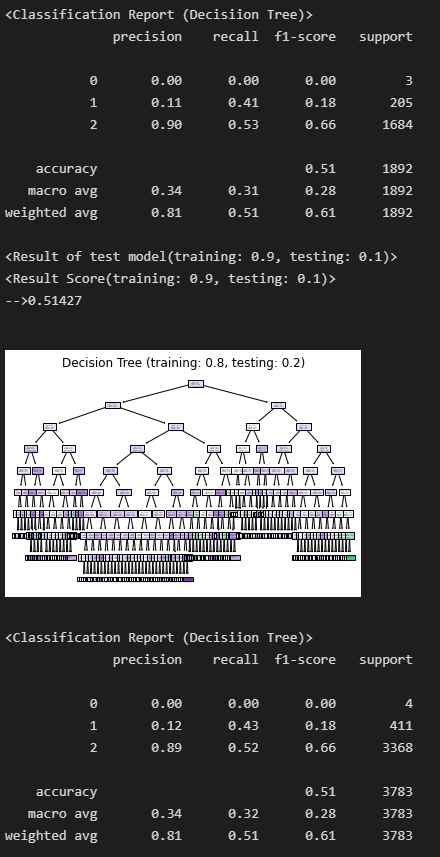 <Classification Report (Decisiion Tree)>
precision recall f1-score support
0 0.00 0.00 0.00 3
1 0.11 0.41 0.18 205
2 0.90 0.53 0.66 1684
accuracy 0.51 1892
macro avg 0.34 0.31 0.28 1892
weighted avg 0.81 0.51 0.61 1892
<Result of test model(training: 0.9, testing: 0.1)>
<Result Score(training: 0.9, testing: 0.1)>
-->0.51427
Decision Tree (training: 0.8, testing: 0.2)
<Classification Report (Decisiion Tree)>
precision recall f1-score support
0 0.00 0.00 0.00 4
1 0.12 0.43 0.18 411
2 0.89 0.52 0.66 3368
accuracy 0.51 3783
macro avg 0.34 0.32 0.28 3783
weighted avg 0.81 0.51 0.61 3783